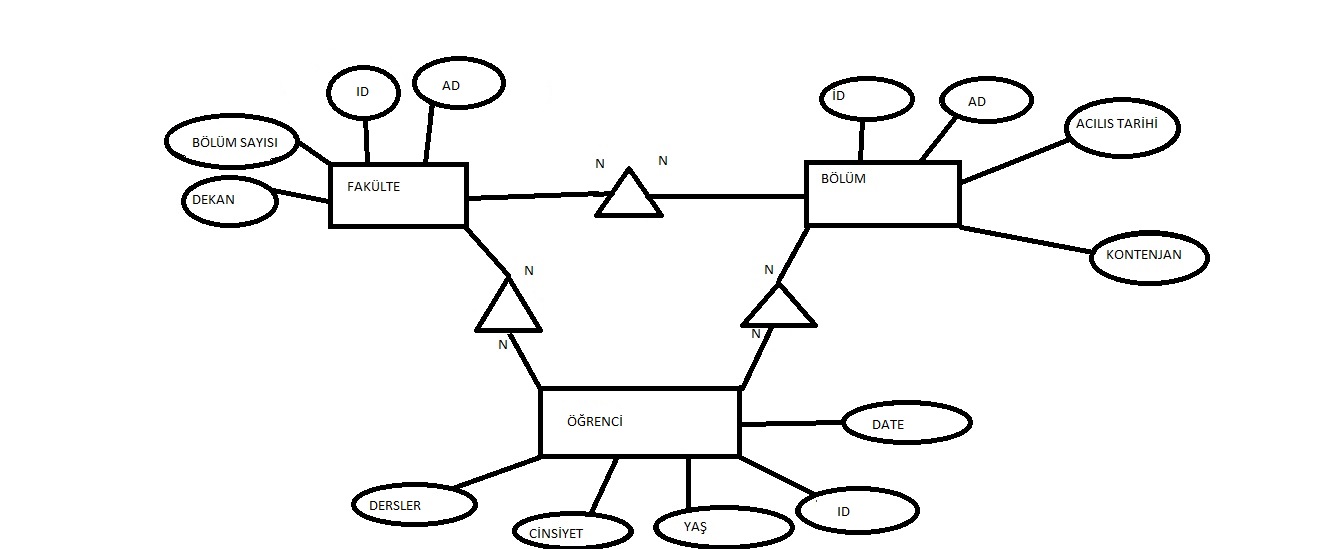 ID
AD
BÖLÜM SAYISI
DEKAN
FAKÜLTE
N
N
İD
AD
ACILIS TARİHİ
BÖLÜM
KONTENJAN
N
N
N
N
ÖĞRENCİ
DATE
DERSLER
CİNSİYET
YAŞ
ID